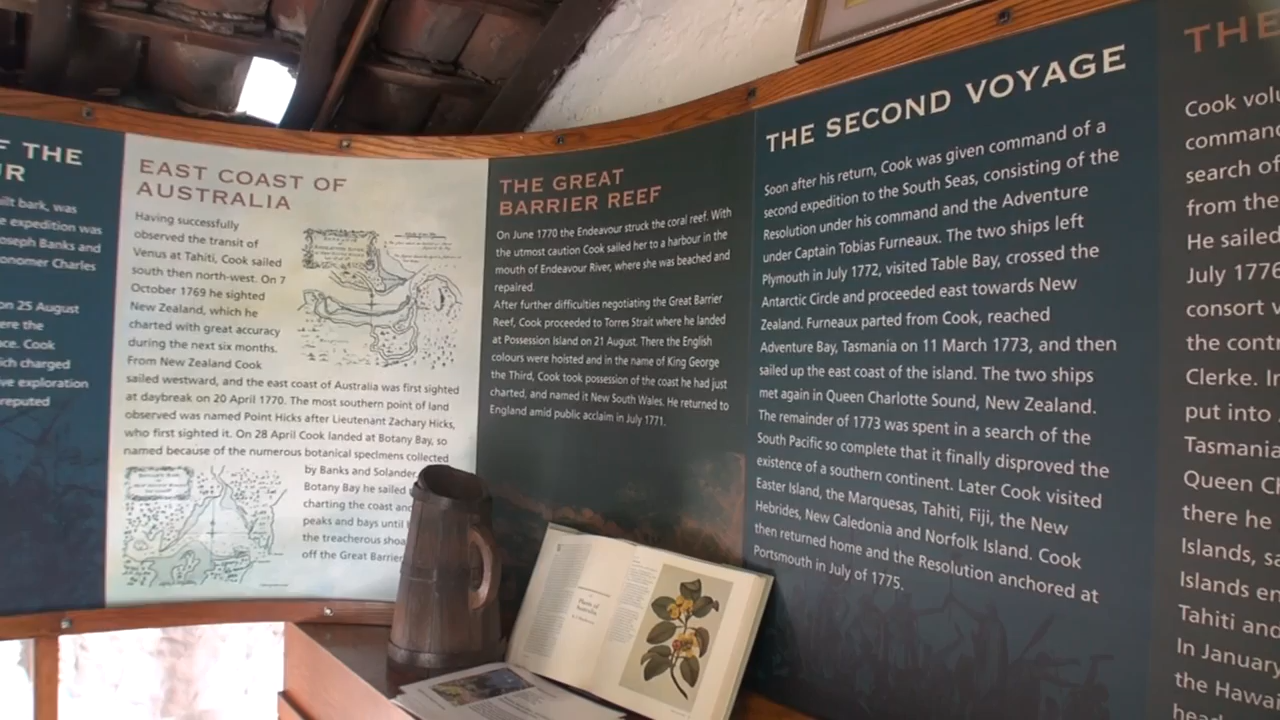 F THE
UR
ilt bark, was
e expedition was
oseph Banks and
onomer Charles
on 25 August
ere the
ce. Cook
ich charged
ve exploration
reputed
EAST COAST OF
AUSTRALIA
Having successfully
observed the transit of
Venus at Tahiti, Cook sailed
south then north-west. On 7
October 1769 he sighted
New Zealand, which he
charted with great accuracy
during the next six months.
From New Zealand Cook
sailed westward, and the east coast of Australia was first sighted
at daybreak on 20 April 1770. The most southern point of land
observed was named Point Hicks after Lieutenant Zachary Hicks,
who first sighted it. On 28 April Cook landed at Botany Bay, so
named because of the numerous botanical specimens collected
by Banks and Solander
Botany Bay he sailed
charting the coast and
peaks and bays until
the treacherous shoa
off the Great Barrier
THE GREAT
BARRIER REEF
On June 1770 the Endeavour struck the coral reef. With
the utmost caution Cook sailed her to a harbour in the
mouth of Endeavour River, where she was beached and
repaired.
After further difficulties negotiating the Great Barrier
Reef, Cook proceeded to Torres Strait where he landed
at Possession Island on 21 August. There the English
colours were hoisted and in the name of King George
the Third, Cook took possession of the coast he had just
charted, and named it New South Wales. He returned to
England amid public acclaim in July 1771.
Plants of
Australia
THE SECOND VOYAGE
Soon after his return, Cook was given command of a
second expedition to the South Seas, consisting of the
Resolution under his command and the Adventure
under Captain Tobias Furneaux. The two ships left
Plymouth in July 1772, visited Table Bay, crossed the
Antarctic Circle and proceeded east towards New
Zealand. Furneaux parted from Cook, reached
Adventure Bay, Tasmania on 11 March 1773, and then
sailed up the east coast of the island. The two ships
met again in Queen Charlotte Sound, New Zealand.
The remainder of 1773 was spent in a search of the
South Pacific so complete that it finally disproved the
existence of a southern continent. Later Cook visited
Easter Island, the Marquesas, Tahiti, Fiji, the New
Hebrides, New Caledonia and Norfolk Island. Cook
then returned home and the Resolution anchored at
Portsmouth in July of 1775.
THE
Cook volu
comman
search of
from the
He sailed
July 1776
consort w
the contr
Clerke. In
put into
Tasmania
Queen Ch
there he
Islands, sa
Islands en
Tahiti and
In January
the Hawai